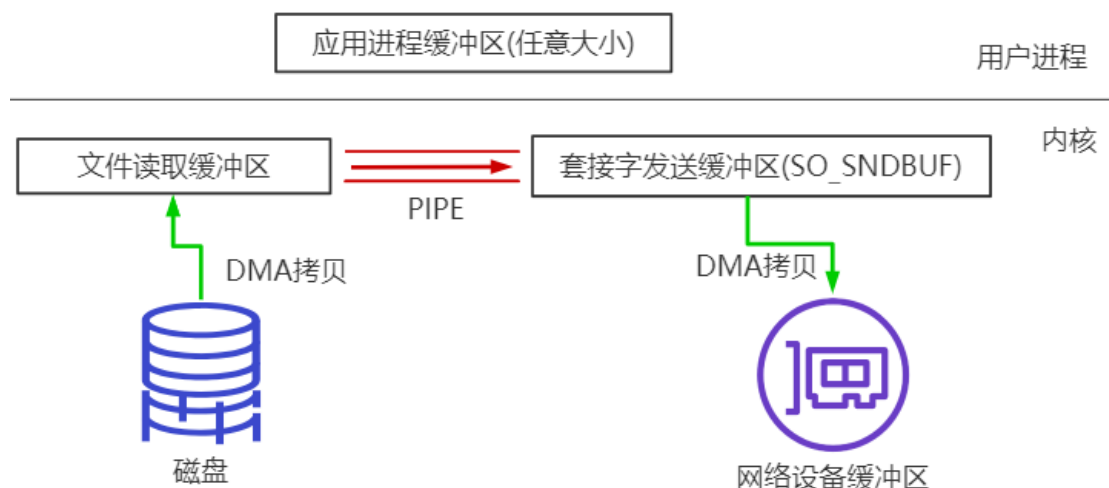 应用进程缓冲区(任意大小)
用户进程
内核
文件读取缓冲区
套接字发送缓冲区(SO_SNDBUF)
PIPE
DMA拷贝
DMA拷贝
磁盘
网络设备缓冲区